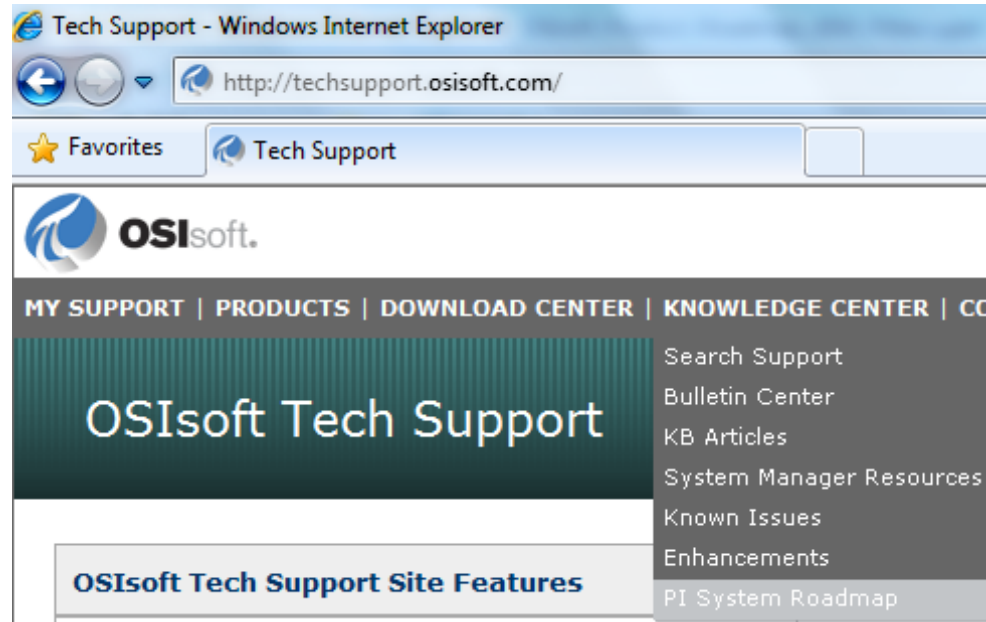 Tech Support - Windows Internet Explorer
http://techsupport.osisoft.com/
Favorites
Tech Support
OSIsoft.
MY SUPPORT | PRODUCTS | DOWNLOAD CENTER | KNOWLEDGE CENTER | CO
Search Support
Bulletin Center
OSIsoft Tech Support
KB Articles
System Manager Resources
Known Issues
Enhancements
OSIsoft Tech Support Site Features
PI System Roadmap